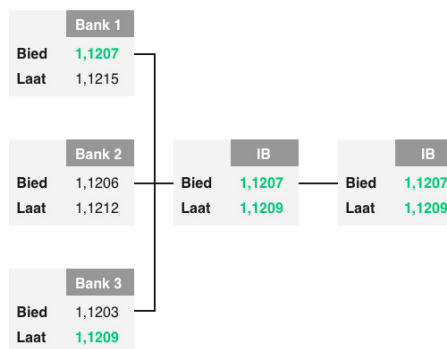 Bank 1
Bied 1,1207
Laat 1,1215
Bank 2
Bied 1,1206
Laat 1,1212
Bank 3
Bied 1,1203
Laat 1,1209
IB
Bied 1,1207
Laat 1,1209
IB
Bied 1,1207
Laat 1,1209